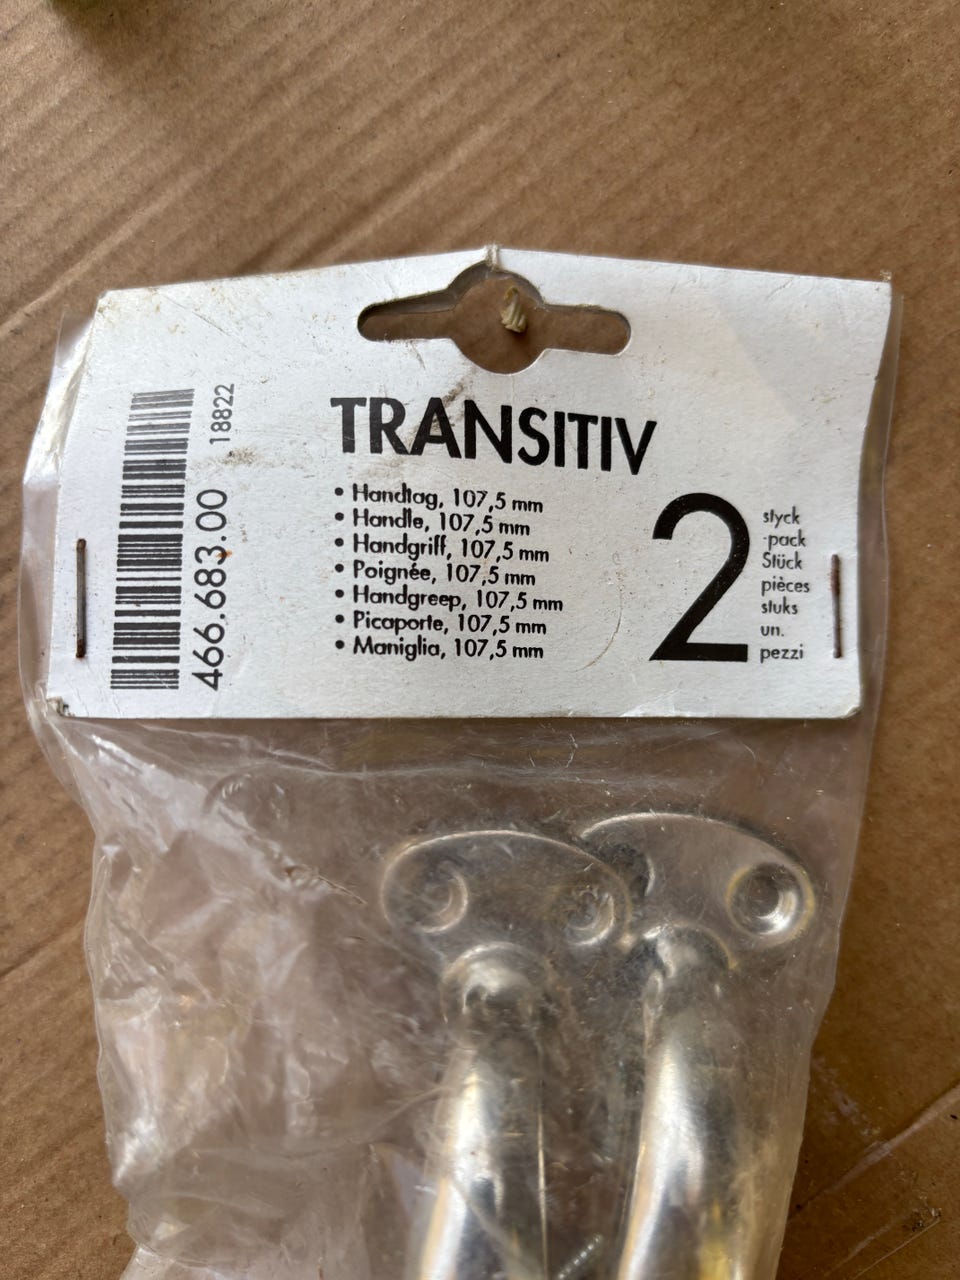 TRANSITIV
• Handtag, 107,5 mm
• Handle, 107,5 mm
• Handgriff, 107,5 mm
• Poignée, 107,5 mm
• Handgreep, 107,5 mm
• Picaporte, 107,5 mm
• Maniglia, 107,5 mm
2
styck
-pack
Stück
pièces
stuks
un.
pezzi
466.683.00
18822